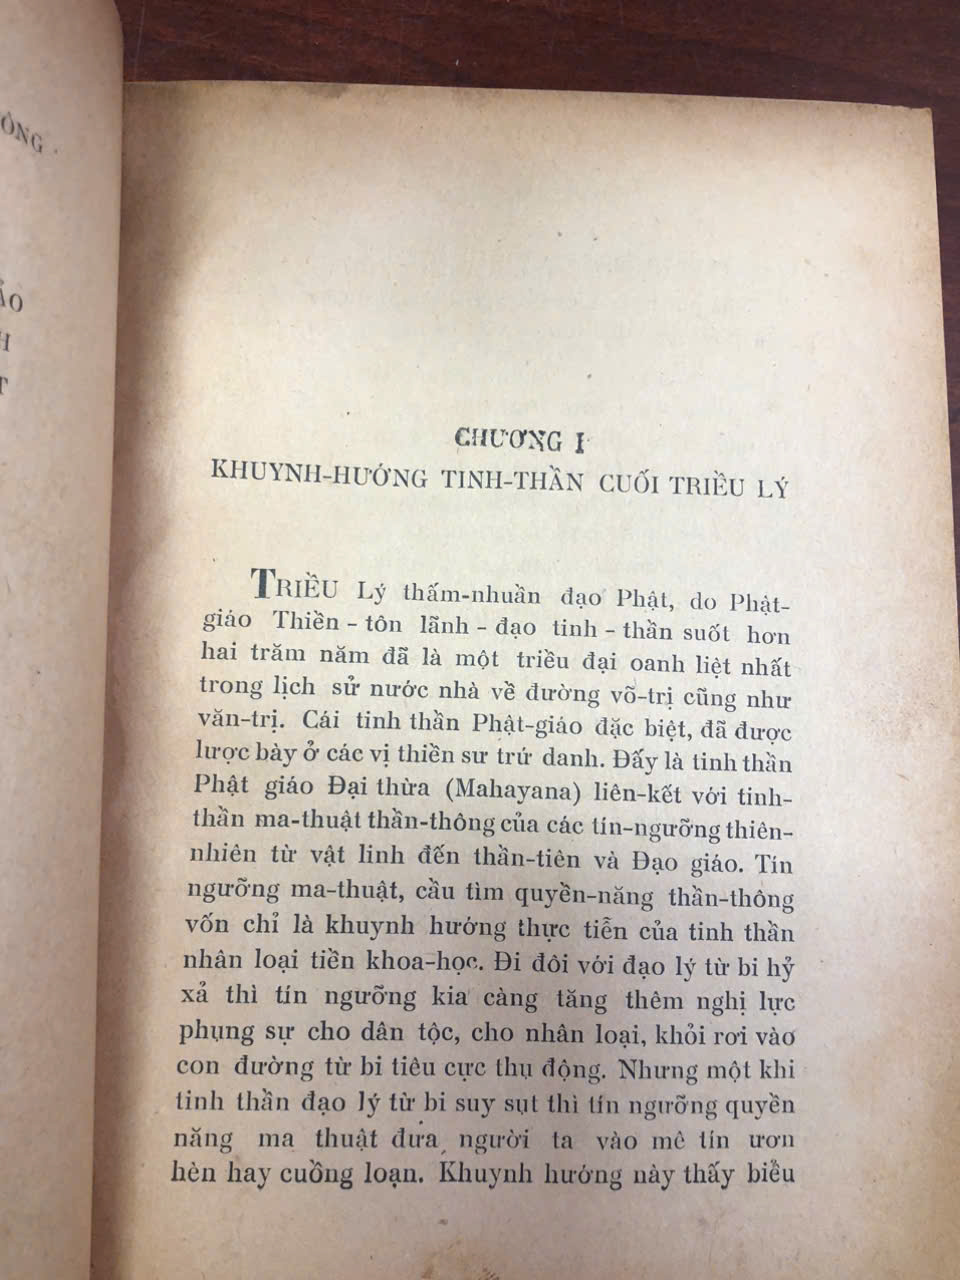 CHƯƠNG I
KHUYNH-HƯỚNG TINH-THẦN CUỐI TRIỀU LÝ
TRIỀU Lý thấm-nhuần đạo Phật, do Phật-
giáo Thiền - tôn lãnh - đạo tinh - thần suốt hơn
hai trăm năm đã là một triều đại oanh liệt nhất
trong lịch sử nước nhà về đường võ-trị cũng như
văn-trị. Cái tinh thần Phật-giáo đặc biệt, đã được
lược bày ở các vị thiền sư trứ danh. Đấy là tinh thần
Phật giáo Đại thừa (Mahayana) liên-kết với tinh-
thần ma-thuật thần-thông của các tín-ngưỡng thiên-
nhiên từ vật linh đến thần-tiên và Đạo giáo. Tín
ngưỡng ma-thuật, cầu tìm quyền-năng thần-thông
vốn chỉ là khuynh hướng thực tiễn của tinh thần
nhân loại tiền khoa-học. Đi đôi với đạo lý từ bi hỷ
xả thì tín ngưỡng kia càng tăng thêm nghị lực
phụng sự cho dân tộc, cho nhân loại, khỏi rơi vào
con đường từ bi tiêu cực thụ động. Nhưng một khi
tinh thần đạo lý từ bi suy sụt thì tín ngưỡng quyền
năng ma thuật đưa người ta vào mê tín ươn
hèn hay cuồng loạn. Khuynh hướng này thấy biểu